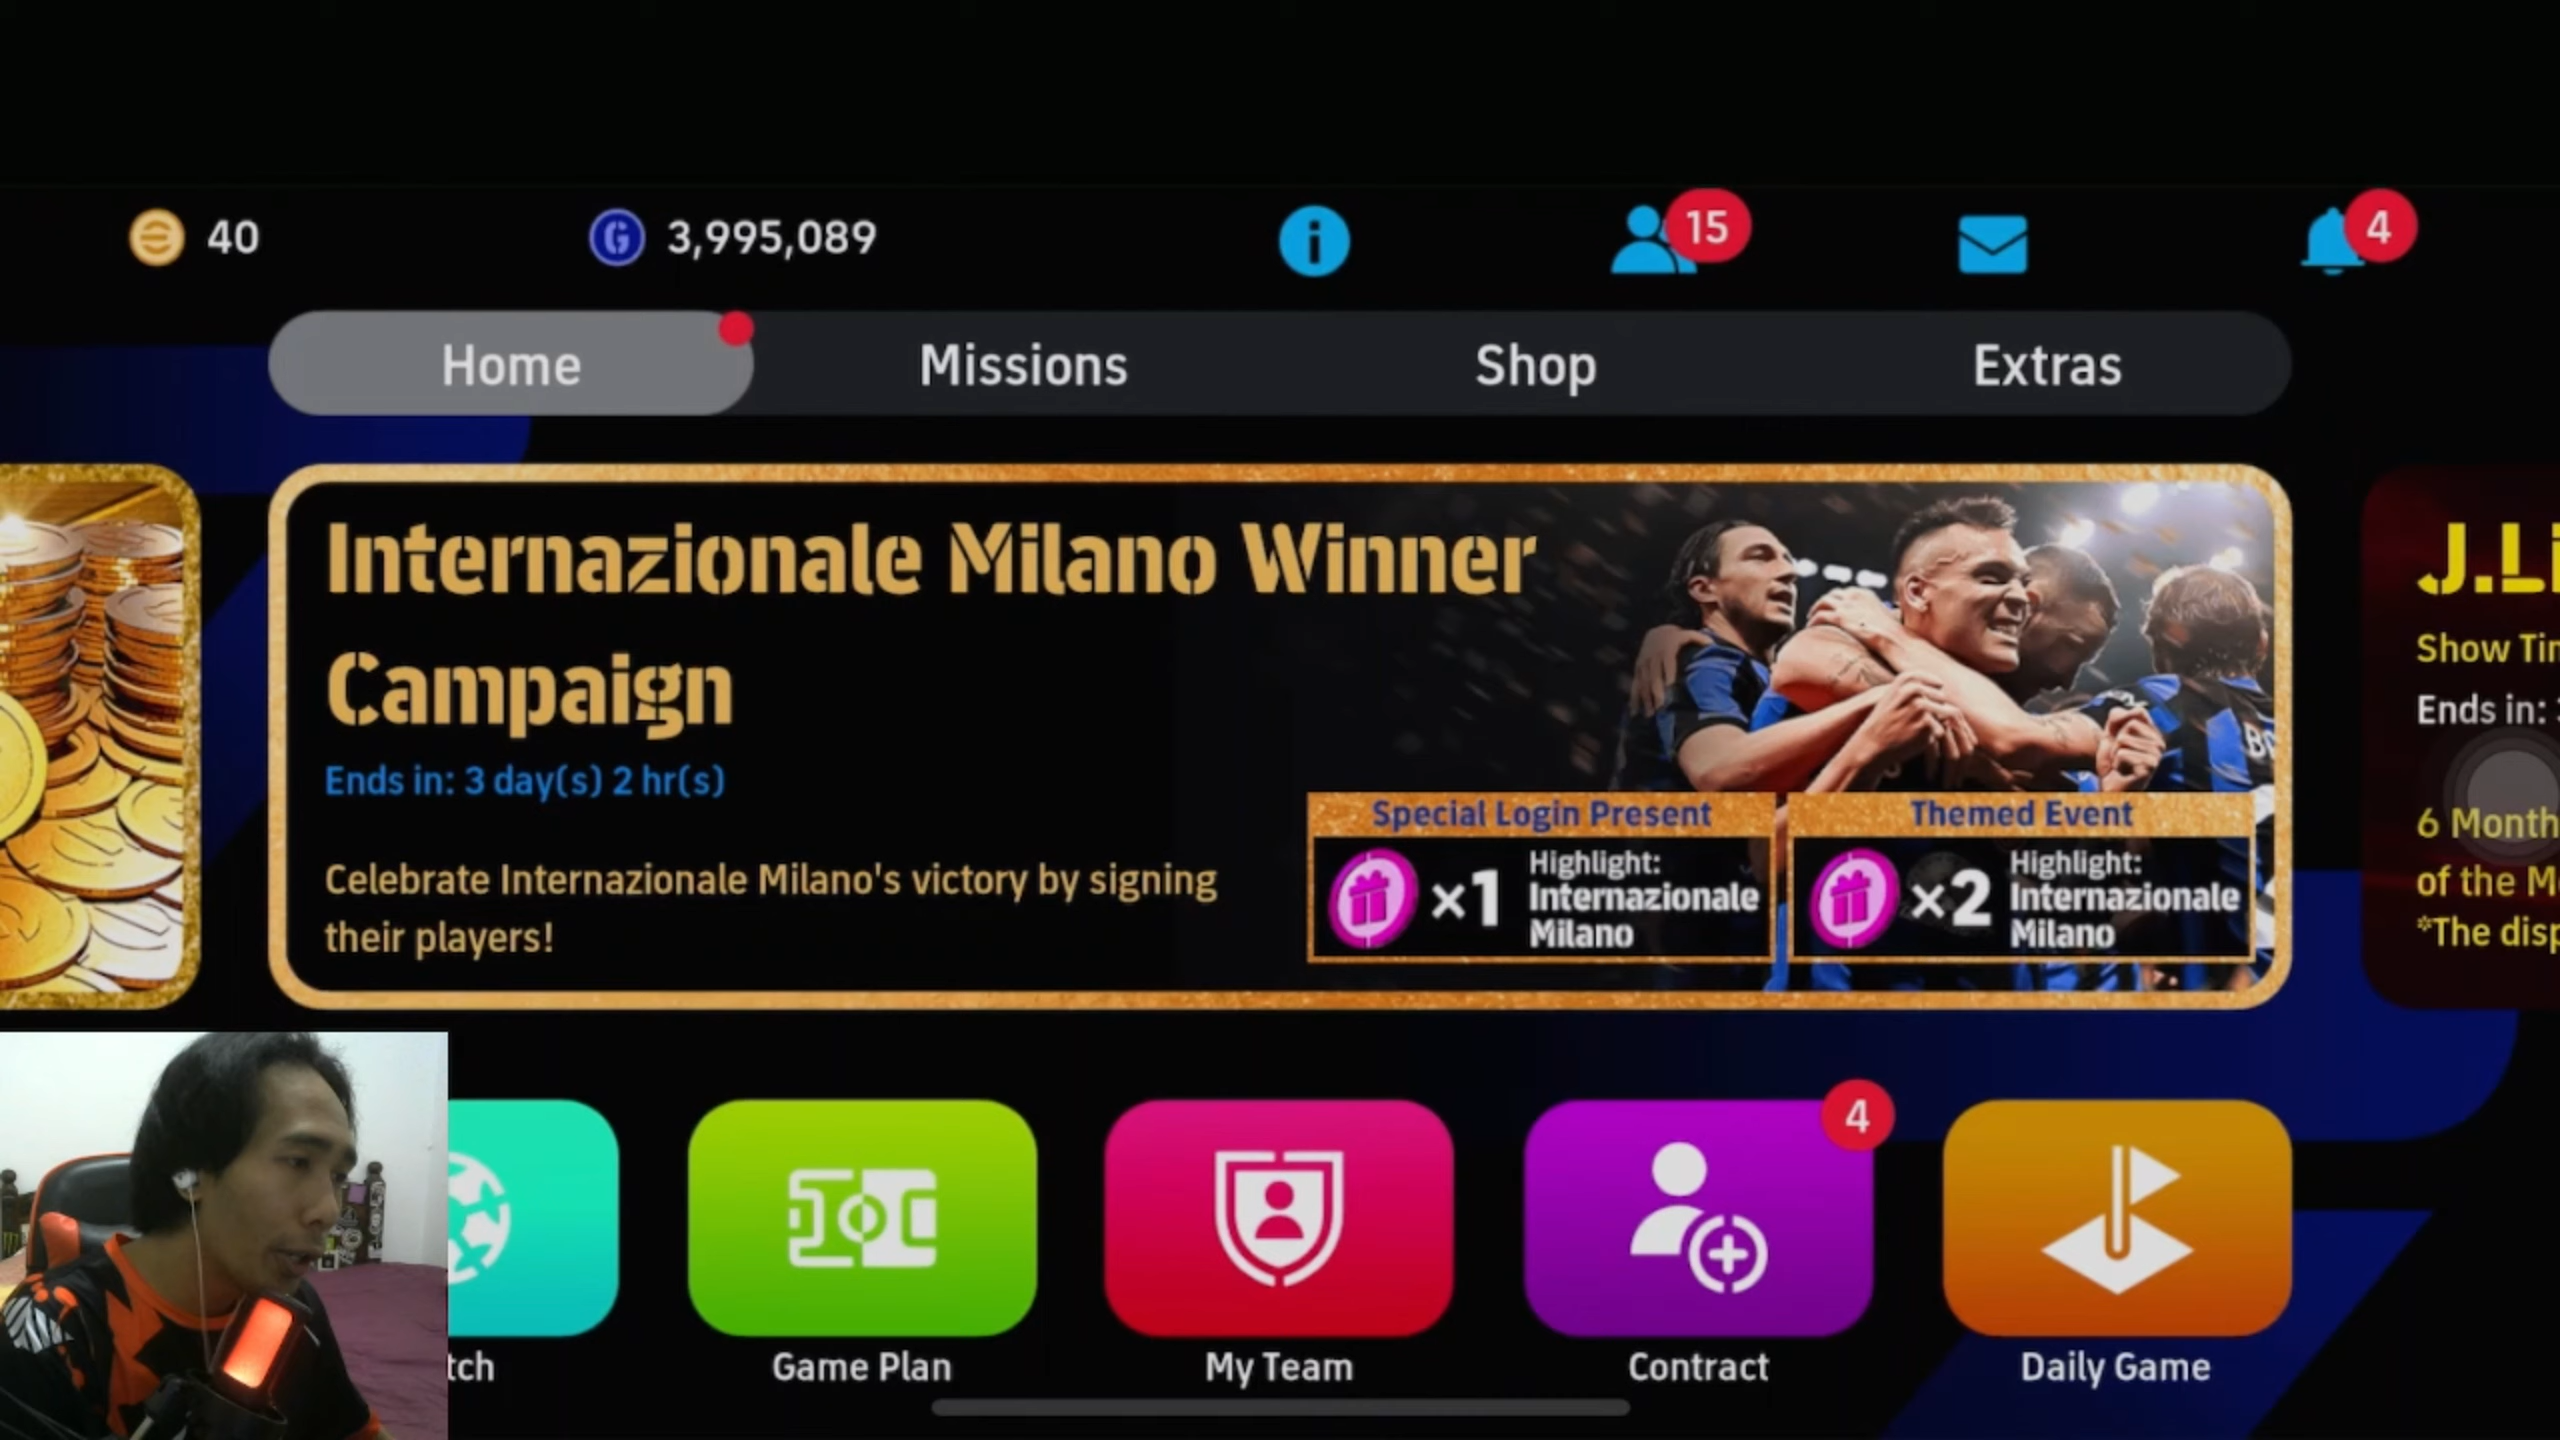 40
3,995,089
15
4
Home
Missions
Shop
Extras
Internazionale Milano Winner
Campaign
Ends in: 3 day(s) 2 hr(s)
Celebrate Internazionale Milano's victory by signing
their players!
Special Login Present
×1
Highlight:
Internazionale
Milano
Themed Event
×2
Highlight:
Internazionale
Milano
J.Li
Show Tim
Ends in:
6 Month
of the M
*The disp
tch
Game Plan
My Team
4
Contract
Daily Game